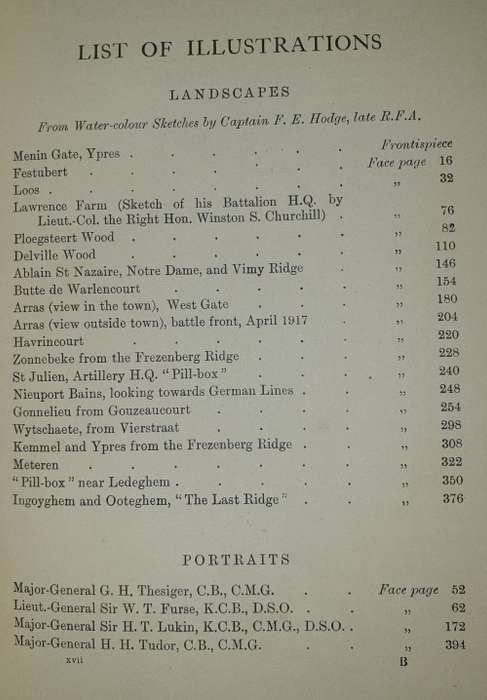 LIST OF ILLUSTRATIONS
LANDSCAPES
From Water-colour Sketches by Captain F. E. Hodge, late R.F.A.
Menin Gate, Ypres . . . . . . Frontispiece
Festubert . . . . . . . Face page 16
Loos . . . . . . . . „ 32
Lawrence Farm (Sketch of his Battalion H.Q. by
Lieut.-Col. the Right Hon. Winston S. Churchill) . „ 76
Ploegsteert Wood . . . . . . „ 82
Delville Wood . . . . . . „ 110
Ablain St Nazaire, Notre Dame, and Vimy Ridge . „ 146
Butte de Warlencourt . . . . . „ 154
Arras (view in the town), West Gate . . . „ 180
Arras (view outside town), battle front, April 1917 . „ 204
Havrincourt . . . . . . „ 220
Zonnebeke from the Frezenberg Ridge . . . „ 228
St Julien, Artillery H.Q. "Pill-box" . . . „ 240
Nieuport Bains, looking towards German Lines . . „ 248
Gonnelieu from Gouzeaucourt . . . . „ 254
Wytschaete, from Vierstraat . . . . „ 298
Kemmel and Ypres from the Frezenberg Ridge . . „ 308
Meteren . . . . . . . „ 322
"Pill-box" near Ledeghem . . . . . „ 350
Ingoyghem and Ooteghem, "The Last Ridge" . . „ 376
PORTRAITS
Major-General G. H. Thesiger, C.B., C.M.G. . . Face page 52
Lieut.-General Sir W. T. Furse, K.C.B., D.S.O. . . „ 62
Major-General Sir H. T. Lukin, K.C.B., C.M.G., D.S.O. . „ 172
Major-General H. H. Tudor, C.B., C.M.G. . . „ 394
xvii B